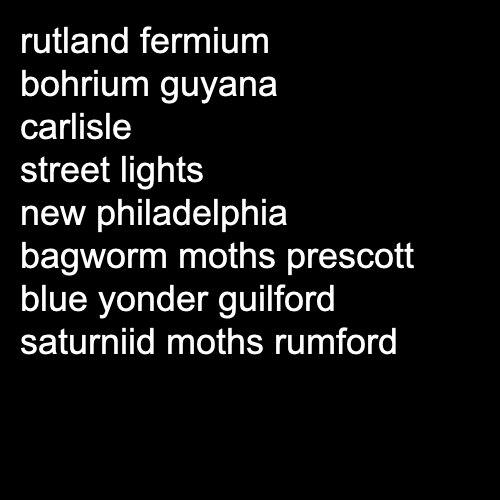 rutland fermium
bohrium guyana
carlisle
street lights
new philadelphia
bagworm moths prescott
blue yonder guilford
saturniid moths rumford